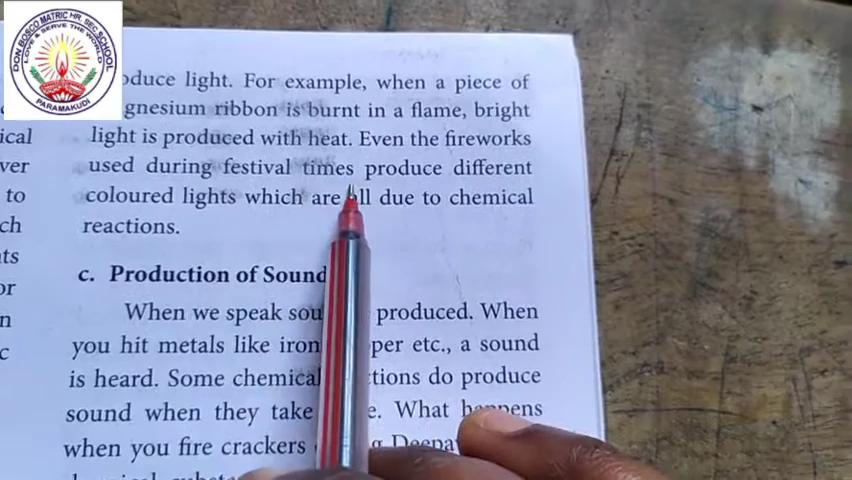 DON BOSCO MATRIC HR. SEC. SCHOOL
LOVE & SERVE THE WORLD
PARAMAKUDI
oduce light. For example, when a piece of
gnesium ribbon is burnt in a flame, bright
light is produced with heat. Even the fireworks
used during festival times produce different
coloured lights which are all due to chemical
reactions.
c. Production of Sound
When we speak sou produced. When
you hit metals like iron pper etc., a sound
is heard. Some chemical ctions do produce
sound when they take e. What happens
when you fire crackers g Deepav
ical
ver
to
ch
ts
or
n
c